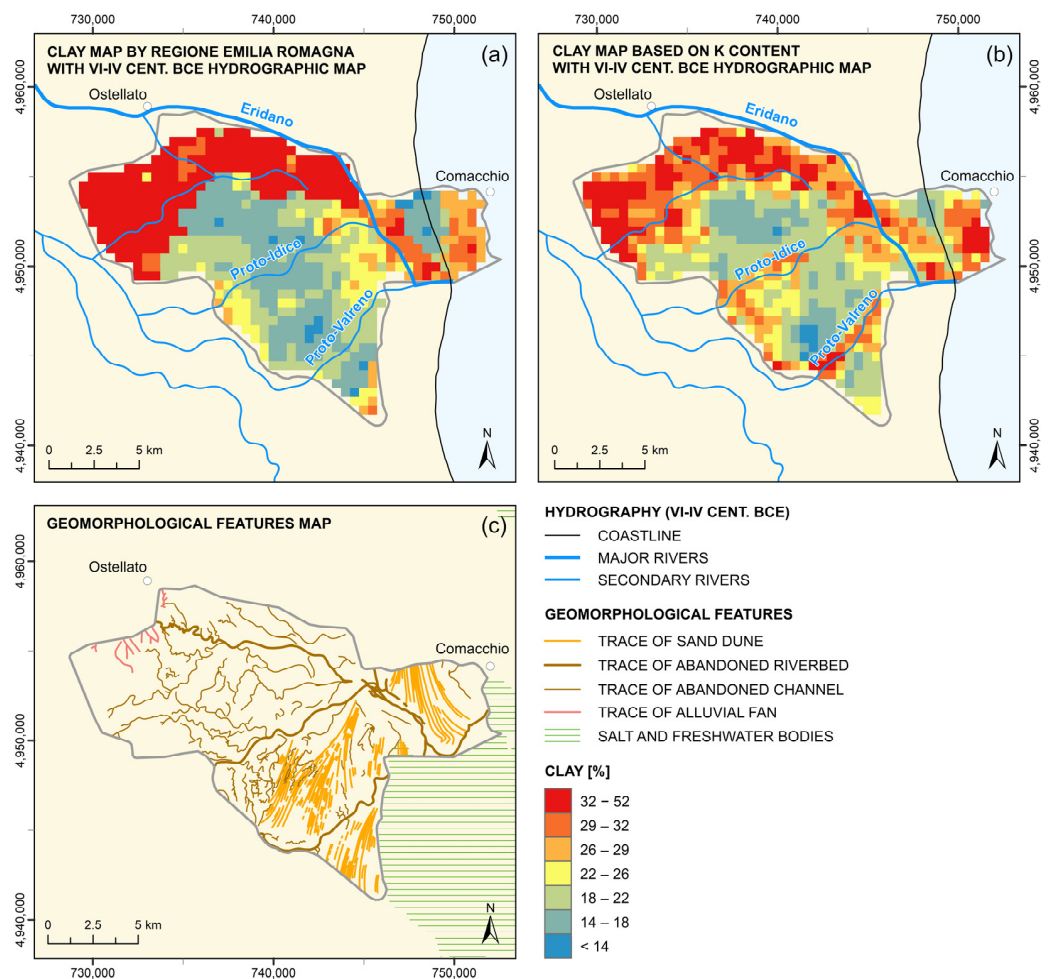 730,000
740,000
750,000
730,000
740,000
750,000
CLAY MAP BY REGIONE EMILIA ROMAGNA
WITH VI-IV CENT. BCE HYDROGRAPHIC MAP
(a)
4,960,000
4,950,000
4,940,000
Ostellato
Eridano
Comacchio
Proto-Idice
Proto-Valreno
0 2.5 5 km
N
CLAY MAP BASED ON K CONTENT
WITH VI-IV CENT. BCE HYDROGRAPHIC MAP
(b)
4,960,000
4,950,000
4,940,000
Ostellato
Eridano
Comacchio
Proto-Idice
Proto-Valreno
0 2.5 5 km
N
GEOMORPHOLOGICAL FEATURES MAP
(c)
4,960,000
4,950,000
4,940,000
Ostellato
Comacchio
0 2.5 5 km
N
730,000
740,000
750,000
HYDROGRAPHY (VI-IV CENT. BCE)
COASTLINE
MAJOR RIVERS
SECONDARY RIVERS
GEOMORPHOLOGICAL FEATURES
TRACE OF SAND DUNE
TRACE OF ABANDONED RIVERBED
TRACE OF ABANDONED CHANNEL
TRACE OF ALLUVIAL FAN
SALT AND FRESHWATER BODIES
CLAY [%]
32 – 52
29 – 32
26 – 29
22 – 26
18 – 22
14 – 18
< 14